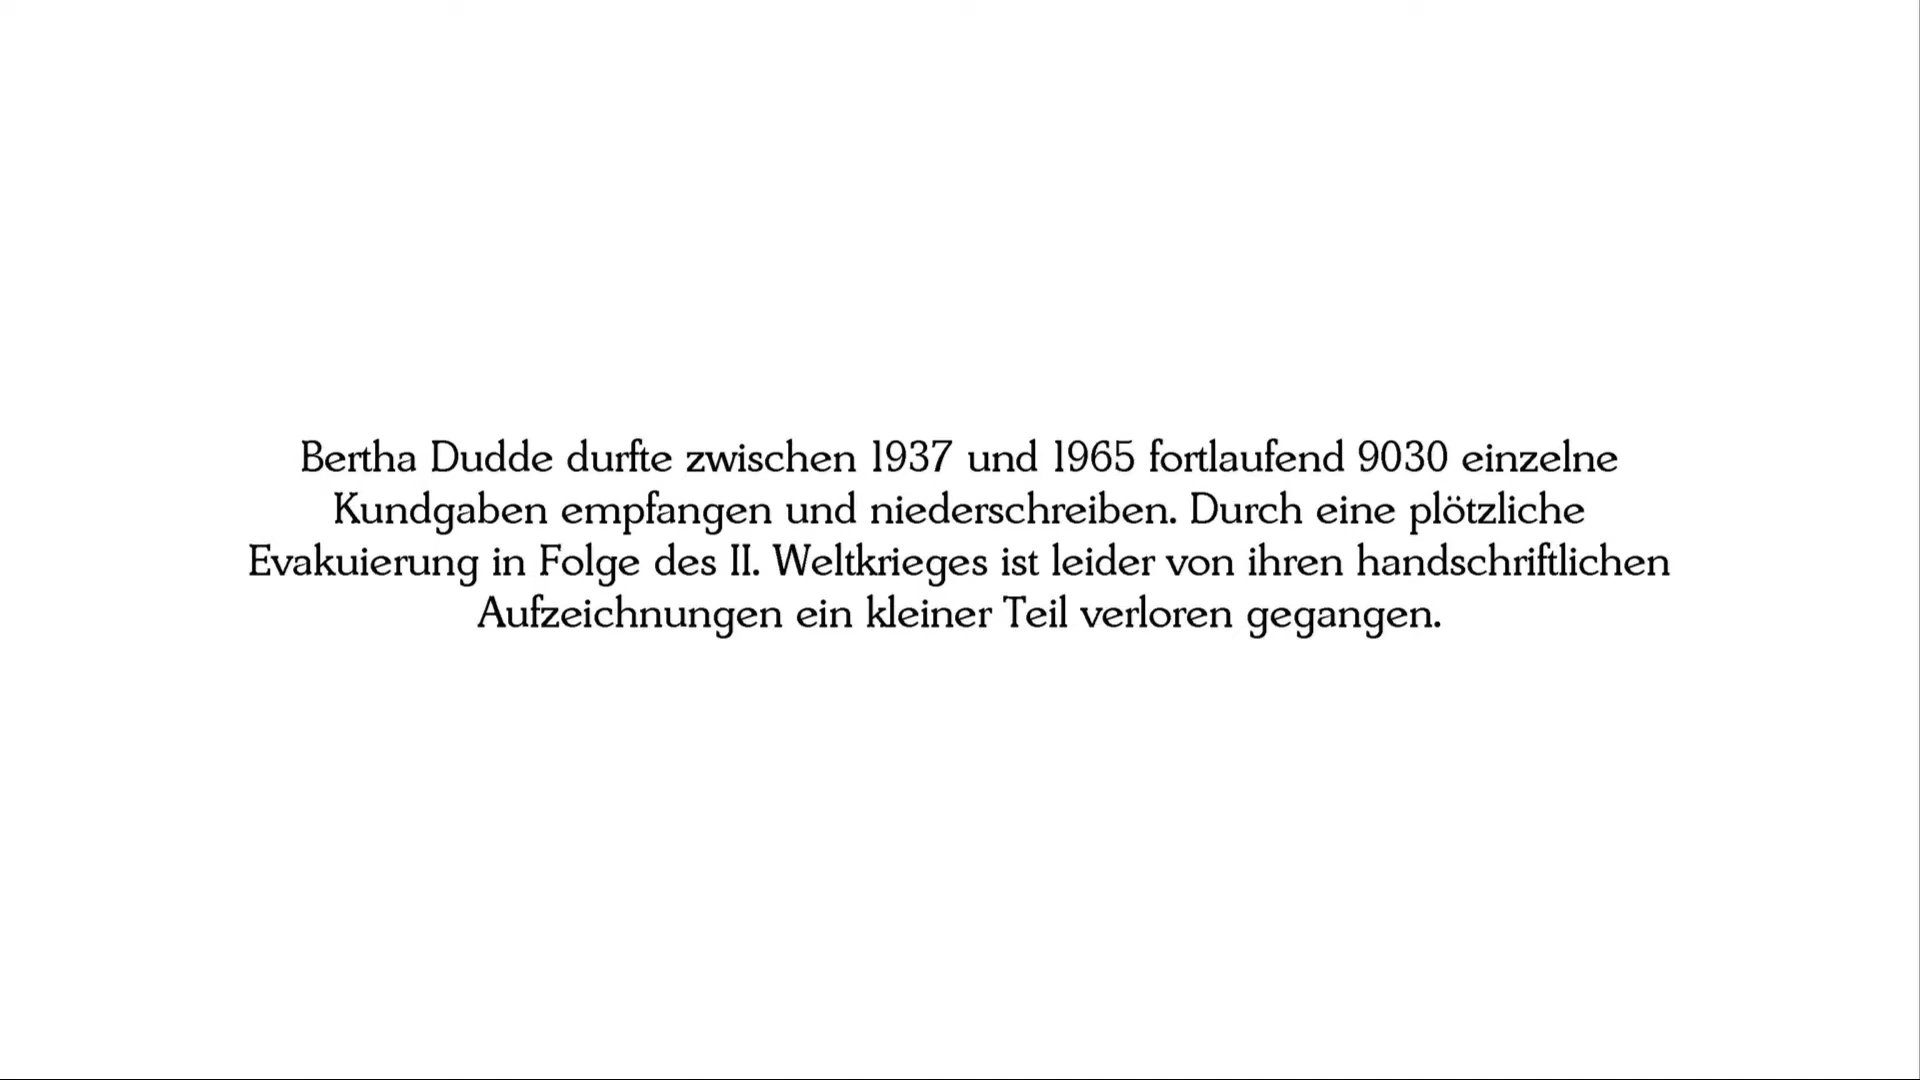 Bertha Dudde durfte zwischen 1937 und 1965 fortlaufend 9030 einzelne
Kundgaben empfangen und niederschreiben. Durch eine plötzliche
Evakuierung in Folge des II. Weltkrieges ist leider von ihren handschriftlichen
Aufzeichnungen ein kleiner Teil verloren gegangen.